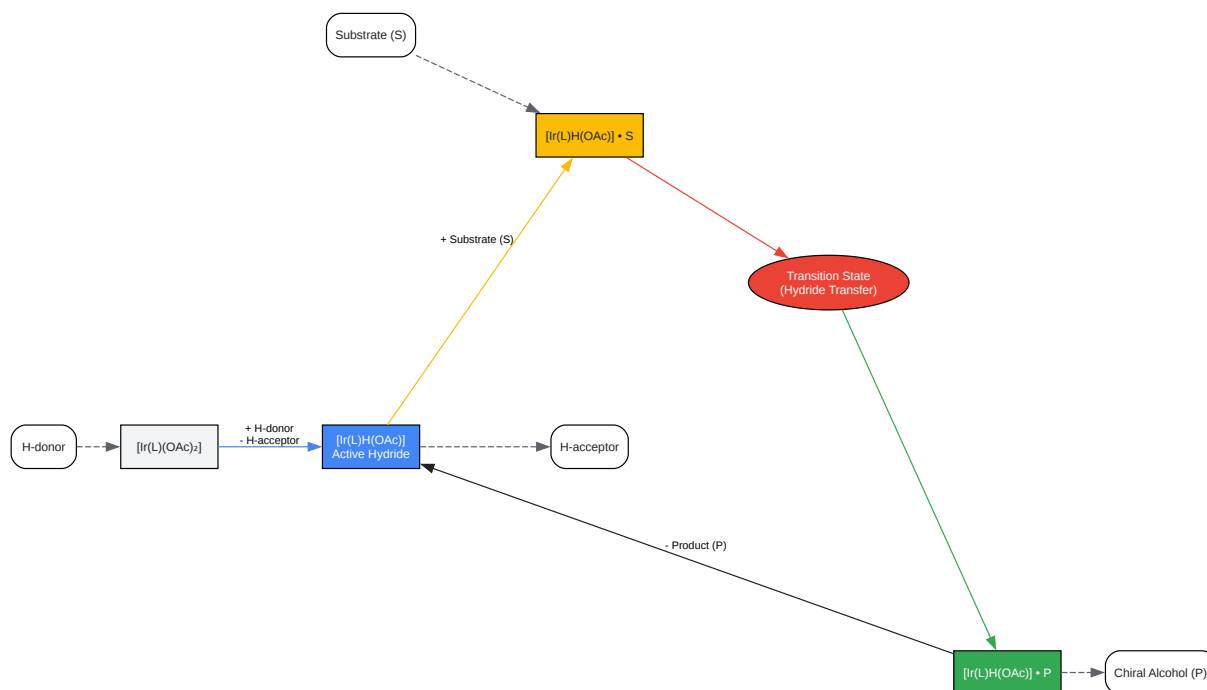 Substrate (S)
[Ir(L)H(OAc)] • S
+ Substrate (S)
Transition State
(Hydride Transfer)
H-donor
[Ir(L)(OAc)₂]
+ H-donor
- H-acceptor
[Ir(L)H(OAc)]
Active Hydride
H-acceptor
- Product (P)
[Ir(L)H(OAc)] • P
Chiral Alcohol (P)